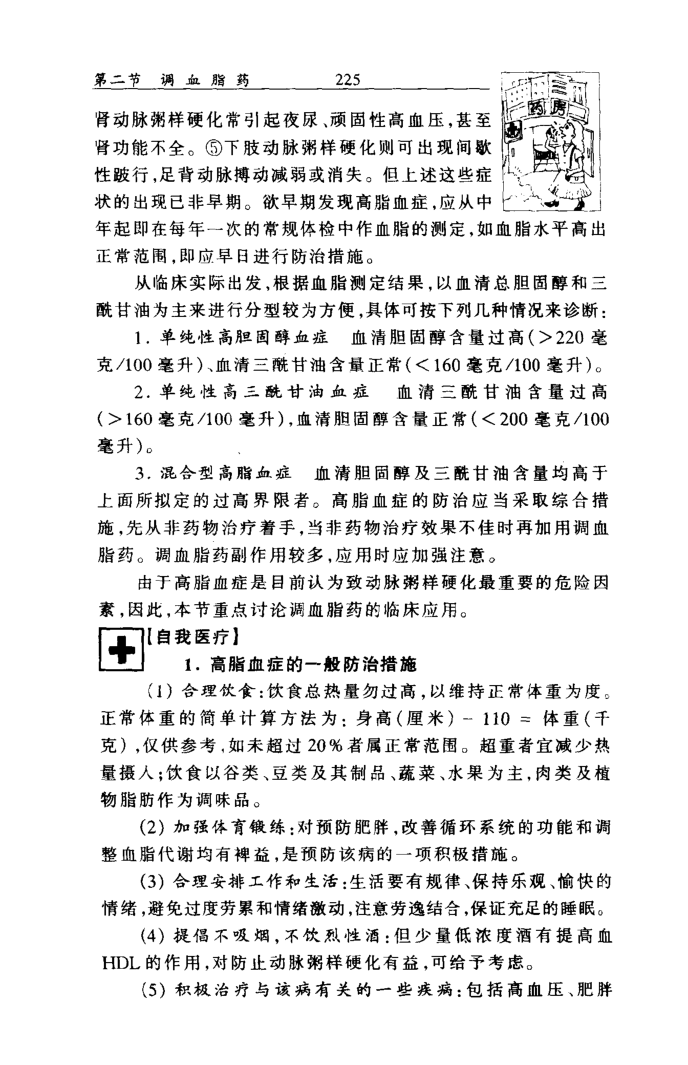 第二节 调血脂药 225
药房
肾动脉粥样硬化常引起夜尿、顽固性高血压,甚至
肾功能不全。⑤下肢动脉粥样硬化则可出现间歇
性跛行,足背动脉搏动减弱或消失。但上述这些症
状的出现已非早期。欲早期发现高脂血症,应从中
年起即在每年一次的常规体检中作血脂的测定,如血脂水平高出
正常范围,即应早日进行防治措施。
从临床实际出发,根据血脂测定结果,以血清总胆固醇和三
酰甘油为主来进行分型较为方便,具体可按下列几种情况来诊断:
1. 单纯性高胆固醇血症 血清胆固醇含量过高(>220 毫
克/100 毫升)、血清三酰甘油含量正常(<160 毫克/100 毫升)。
2. 单纯性高三酰甘油血症 血清三酰甘油含量过高
(>160 毫克/100 毫升),血清胆固醇含量正常(<200 毫克/100
毫升)。
3. 混合型高脂血症 血清胆固醇及三酰甘油含量均高于
上面所拟定的过高界限者。高脂血症的防治应当采取综合措
施,先从非药物治疗着手,当非药物治疗效果不佳时再加用调血
脂药。调血脂药副作用较多,应用时应加强注意。
由于高脂血症是目前认为致动脉粥样硬化最重要的危险因
素,因此,本节重点讨论调血脂药的临床应用。
【自我医疗】
1. 高脂血症的一般防治措施
(1) 合理饮食:饮食总热量勿过高,以维持正常体重为度。
正常体重的简单计算方法为: 身高(厘米) - 110 = 体重(千
克) ,仅供参考,如未超过 20%者属正常范围。超重者宜减少热
量摄人;饮食以谷类、豆类及其制品、蔬菜、水果为主,肉类及植
物脂肪作为调味品。
(2) 加强体育锻练:对预防肥胖,改善循环系统的功能和调
整血脂代谢均有裨益,是预防该病的一项积极措施。
(3) 合理安排工作和生活:生活要有规律、保持乐观、愉快的
情绪,避免过度劳累和情绪激动,注意劳逸结合,保证充足的睡眠。
(4) 提倡不吸烟,不饮烈性酒:但少量低浓度酒有提高血
HDL 的作用,对防止动脉粥样硬化有益,可给予考虑。
(5) 积极治疗与该病有关的一些疾病:包括高血压、肥胖